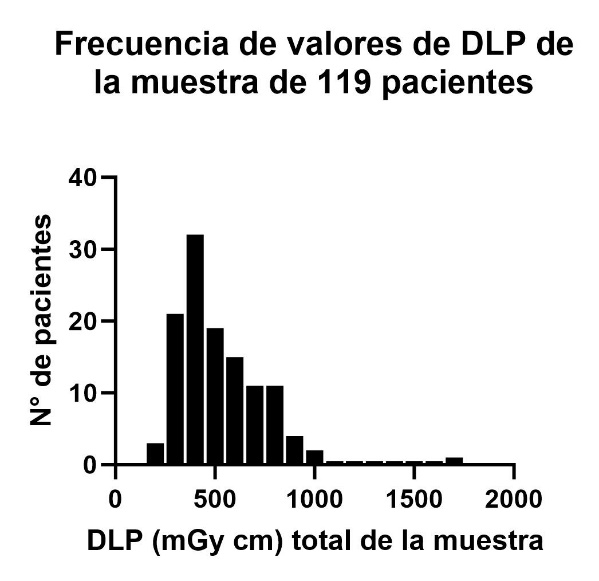 Frecuencia de valores de DLP de
la muestra de 119 pacientes
40
30
20
10
0
N° de pacientes
0 500 1000 1500 2000
DLP (mGy cm) total de la muestra